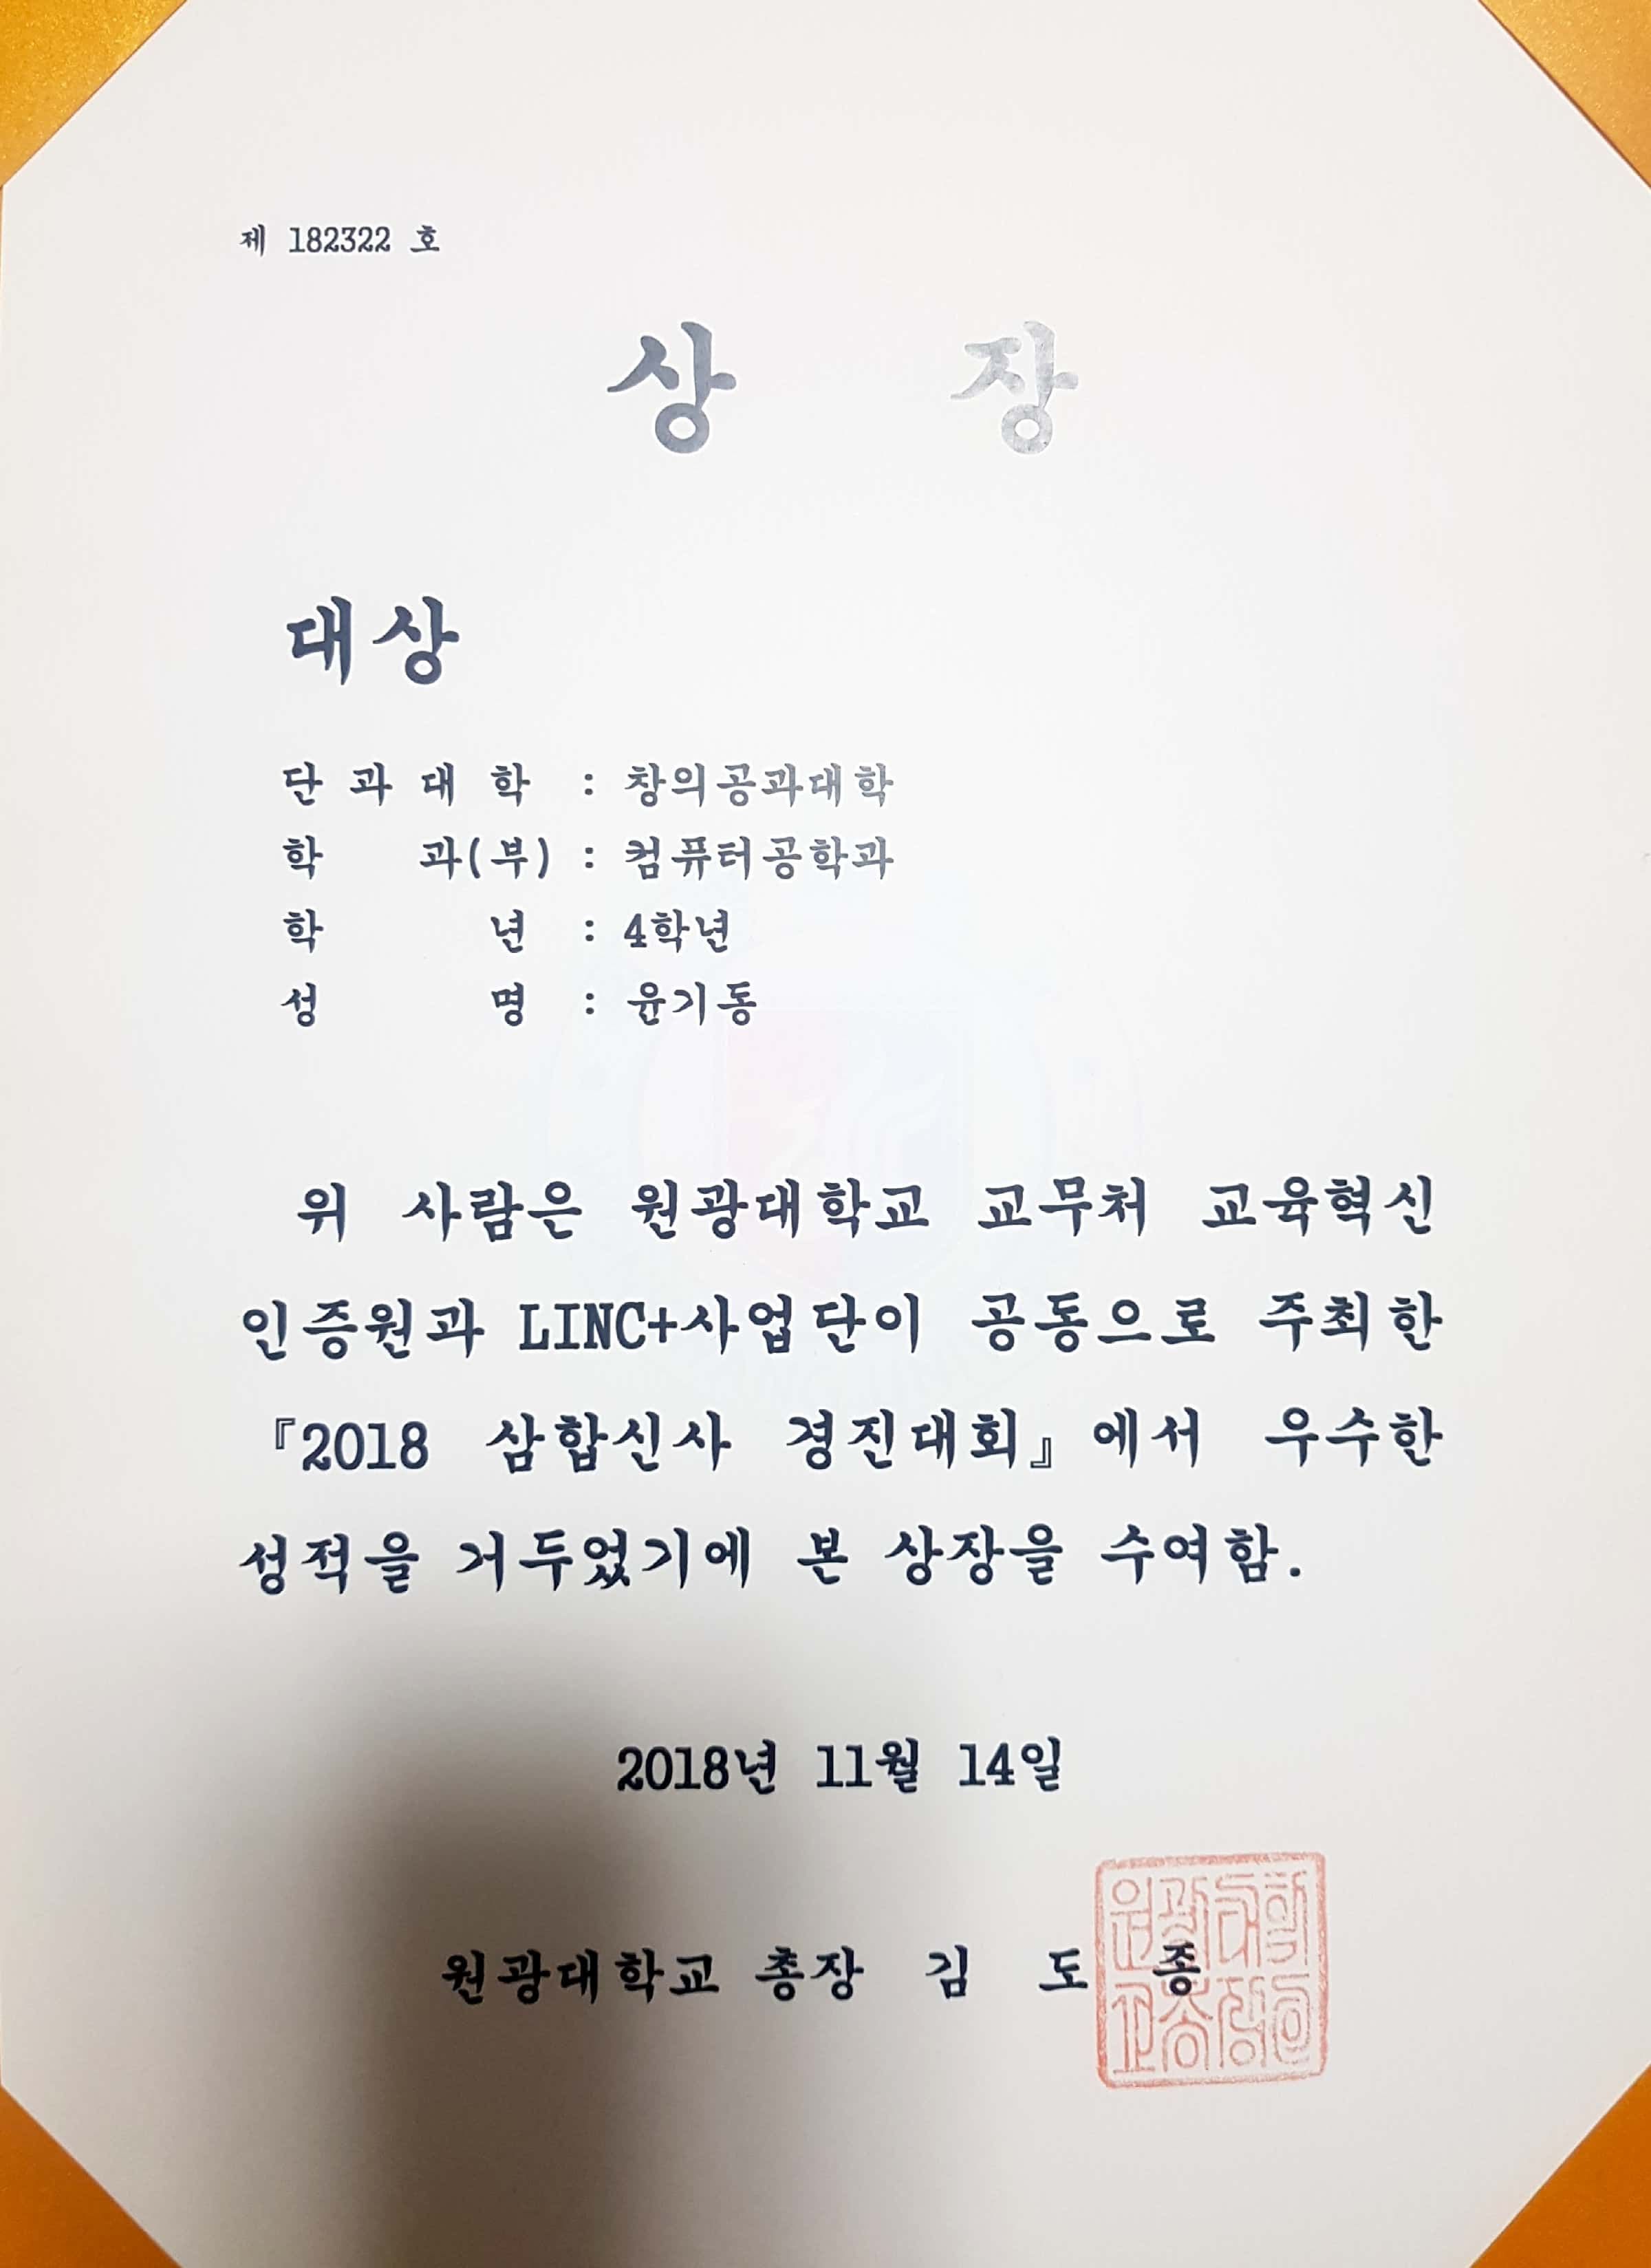 제 182322 호
상 장
대상
단 과 대 학 : 창의공과대학
학 과(부) : 컴퓨터공학과
학 년 : 4학년
성 명 : 윤기동
위 사람은 원광대학교 교무처 교육혁신
인증원과 LINC+사업단이 공동으로 주최한
『2018 삼합신사 경진대회』에서 우수한
성적을 거두었기에 본 상장을 수여함.
2018년 11월 14일
원광대학교 총장 김 도 종
원광대학
교총장인